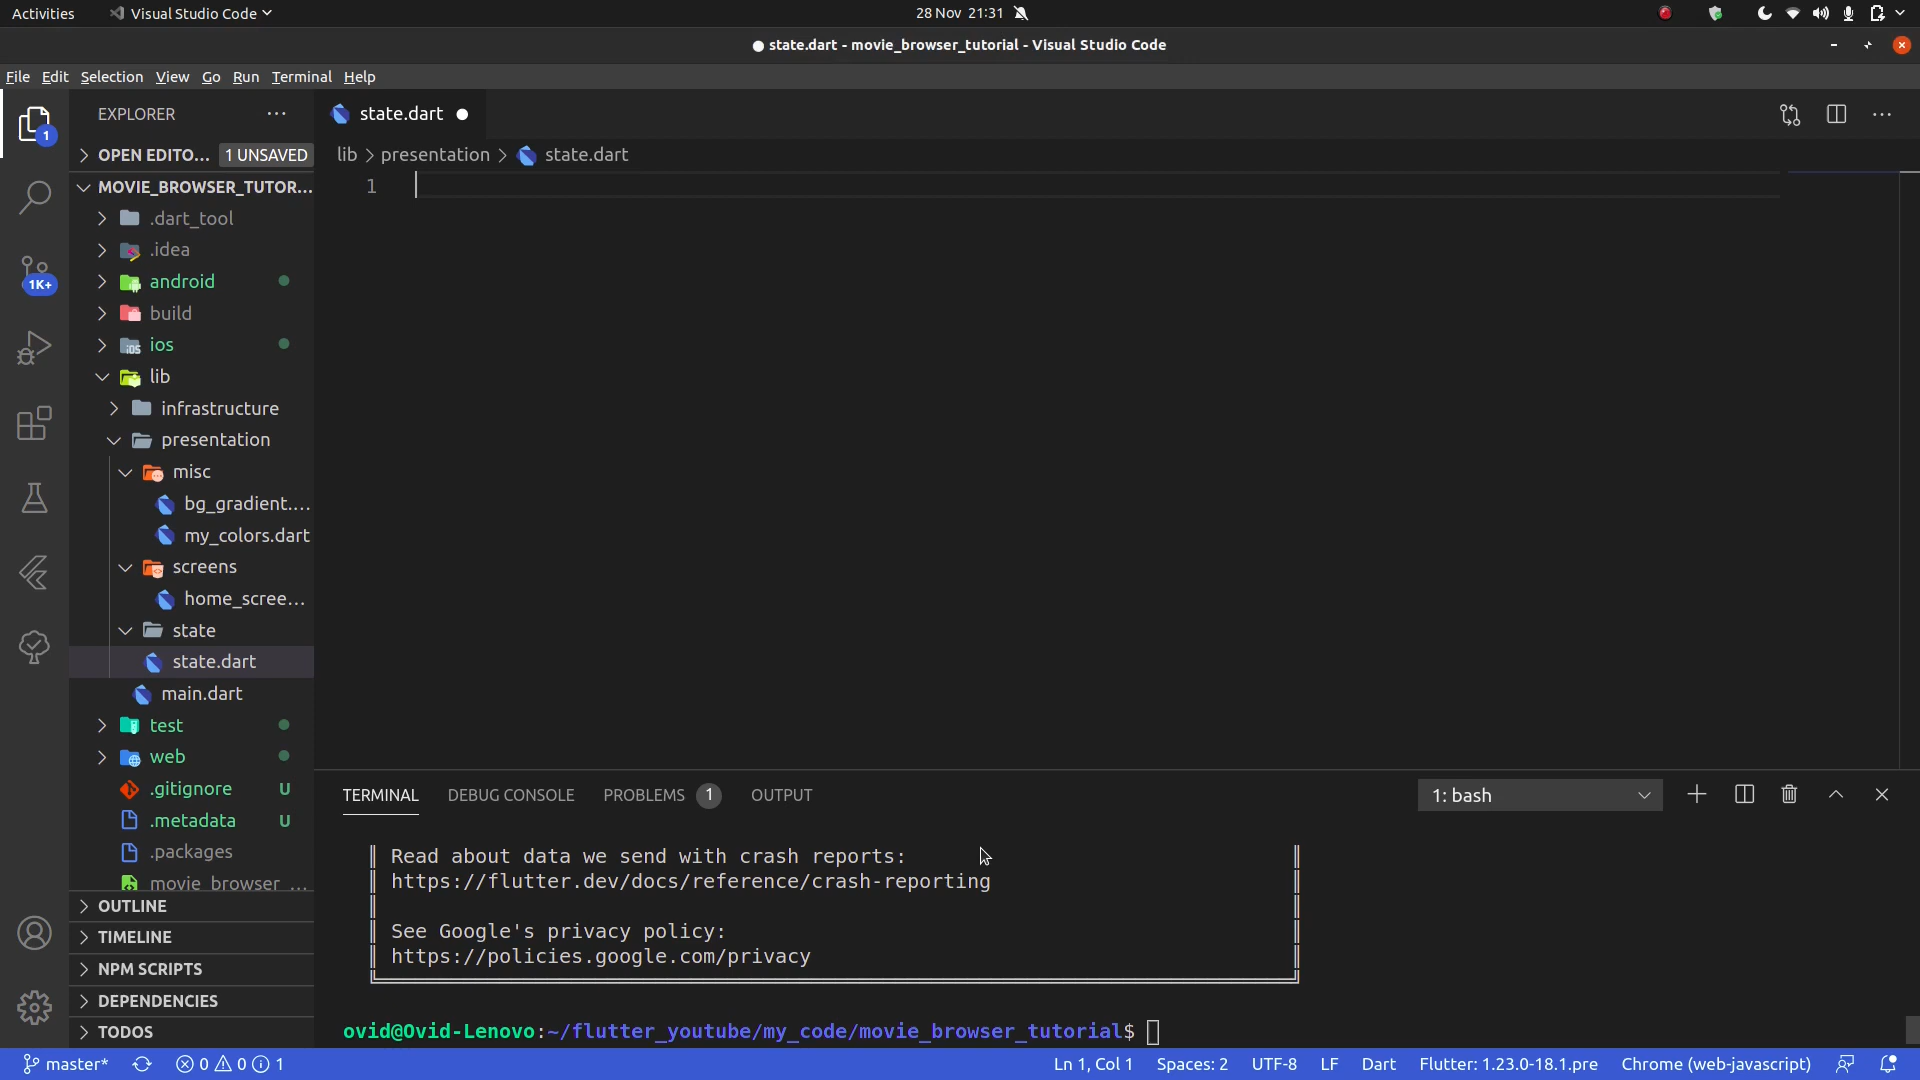 Activities
Visual Studio Code
28 Nov 21:31
state.dart - movie_browser_tutorial - Visual Studio Code
File Edit Selection View Go Run Terminal Help
EXPLORER
OPEN EDITO... 1 UNSAVED
MOVIE_BROWSER_TUTOR...
.dart_tool
.idea
android
build
ios
lib
infrastructure
presentation
misc
bg_gradient....
my_colors.dart
screens
home_scree...
state
state.dart
main.dart
test
web
.gitignore U
.metadata U
.packages
movie_browser ...
OUTLINE
TIMELINE
NPM SCRIPTS
DEPENDENCIES
TODOS
1
1K+
state.dart
lib > presentation > state.dart
1
TERMINAL DEBUG CONSOLE PROBLEMS 1 OUTPUT
1: bash
Read about data we send with crash reports:
https://flutter.dev/docs/reference/crash-reporting
See Google's privacy policy:
https://policies.google.com/privacy
ovid@Ovid-Lenovo:~/flutter_youtube/my_code/movie_browser_tutorial$
master* 0 0 1
Ln 1, Col 1 Spaces: 2 UTF-8 LF Dart Flutter: 1.23.0-18.1.pre Chrome (web-javascript)